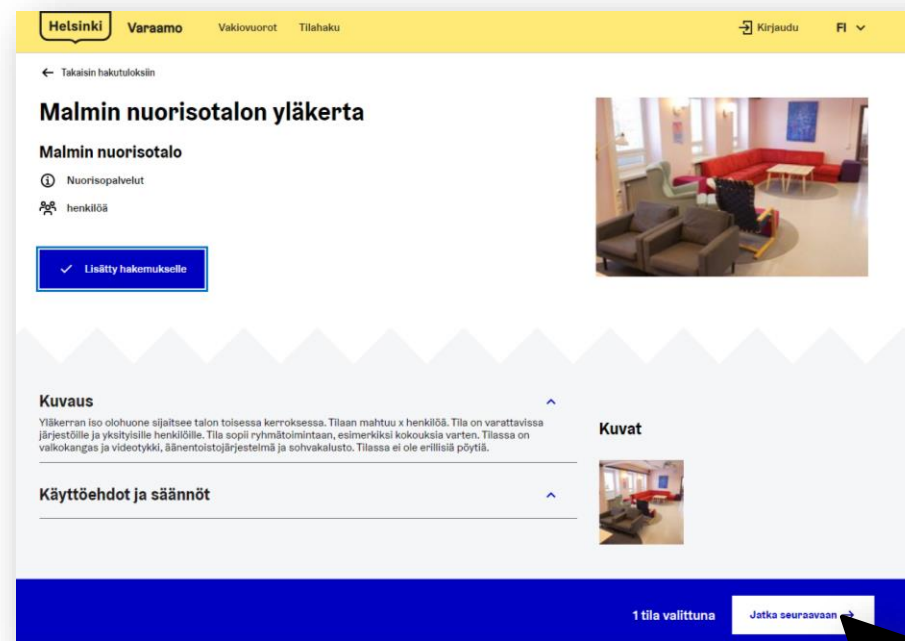 Helsinki Varaamo Vakiovuorot Tilahaku Kirjaudu FI
Takaisin hakutuloksiin
Malmin nuorisotalon yläkerta
Malmin nuorisotalo
Nuorisopalvelut
henkilöä
Lisätty hakemukselle
Kuvaus
Yläkerran iso olohuone sijaitsee talon toisessa kerroksessa. Tilaan mahtuu x henkilöä. Tila on varattavissa
järjestöille ja yksityisille henkilöille. Tila sopii ryhmätoimintaan, esimerkiksi kokouksia varten. Tilassa on
valkokangas ja videotykki, äänentoistojärjestelmä ja sohvakalusto. Tilassa ei ole erillisiä pöytiä.
Kuvat
Käyttöehdot ja säännöt
1 tila valittuna Jatka seuraavaan